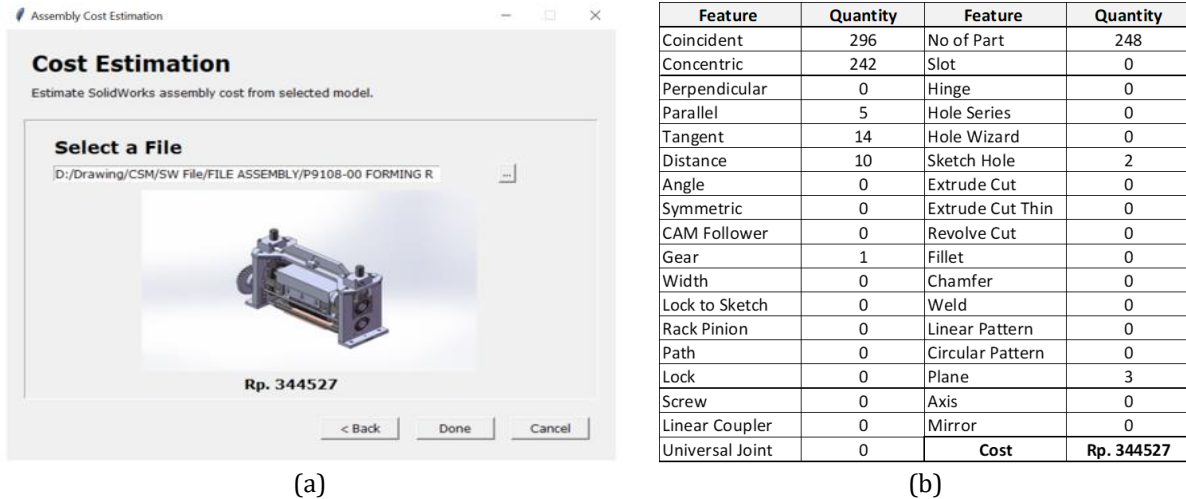 Assembly Cost Estimation
Cost Estimation
Estimate SolidWorks assembly cost from selected model.
Select a File
D:/Drawing/CSM/SW File/FILE ASSEMBLY/P9108-00 FORMING R
...
Rp. 344527
< Back Done Cancel
(a)
Feature Quantity Feature Quantity
Coincident 296 No of Part 248
Concentric 242 Slot 0
Perpendicular 0 Hinge 0
Parallel 5 Hole Series 0
Tangent 14 Hole Wizard 0
Distance 10 Sketch Hole 2
Angle 0 Extrude Cut 0
Symmetric 0 Extrude Cut Thin 0
CAM Follower 0 Revolve Cut 0
Gear 1 Fillet 0
Width 0 Chamfer 0
Lock to Sketch 0 Weld 0
Rack Pinion 0 Linear Pattern 0
Path 0 Circular Pattern 0
Lock 0 Plane 3
Screw 0 Axis 0
Linear Coupler 0 Mirror 0
Universal Joint 0 Cost Rp. 344527
(b)